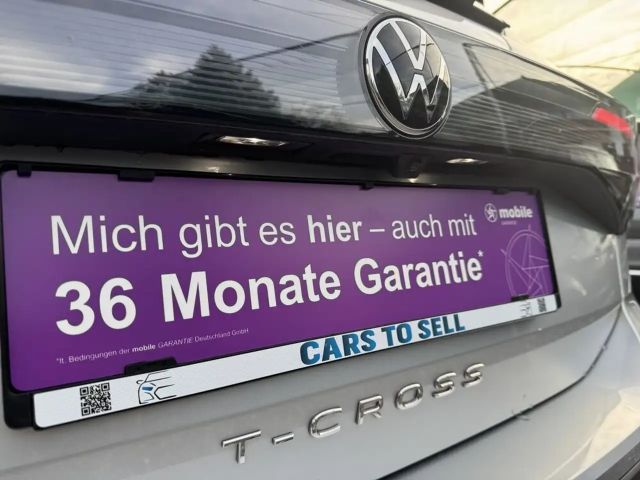 mobile
Mich gibt es hier – auch mit
36 Monate Garantie*
*lt. Bedingungen der mobile GARANTIE Deutschland GmbH
CARS TO SELL
T-CROSS